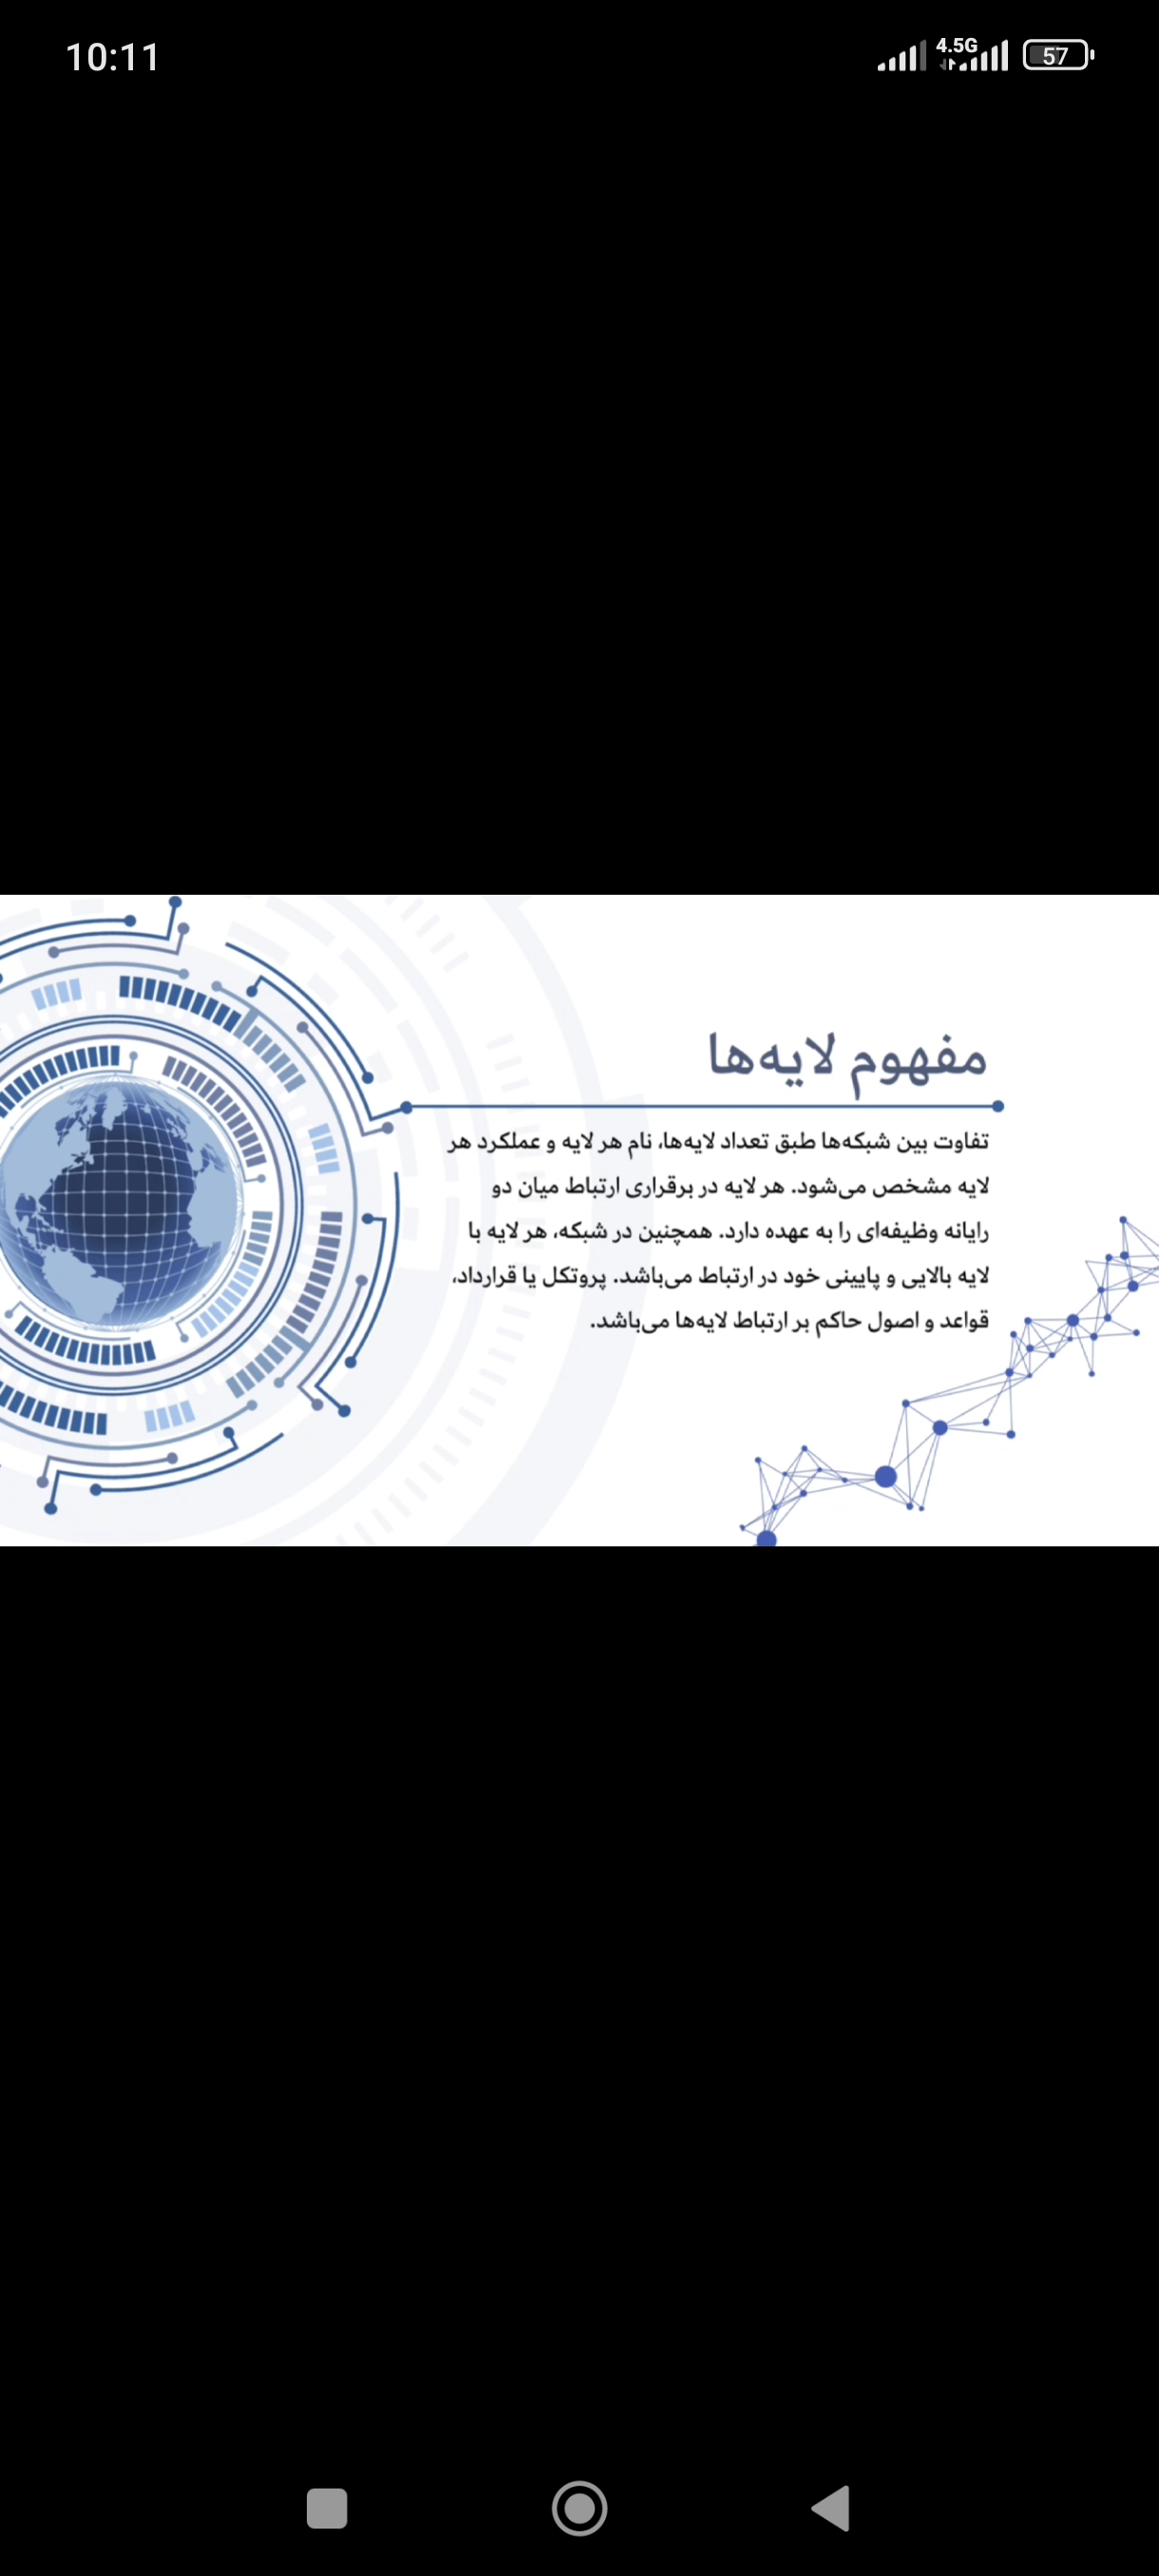 10:11
4.5G
57
مفهوم لایه‌ها
تفاوت بین شبکه‌ها طبق تعداد لایه‌ها، نام هر لایه و عملکرد هر
لایه مشخص می‌شود. هر لایه در برقراری ارتباط میان دو
رایانه وظیفه‌ای را به عهده دارد. همچنین در شبکه، هر لایه با
لایه بالایی و پایینی خود در ارتباط می‌باشد. پروتکل یا قرارداد،
قواعد و اصول حاکم بر ارتباط لایه‌ها می‌باشد.